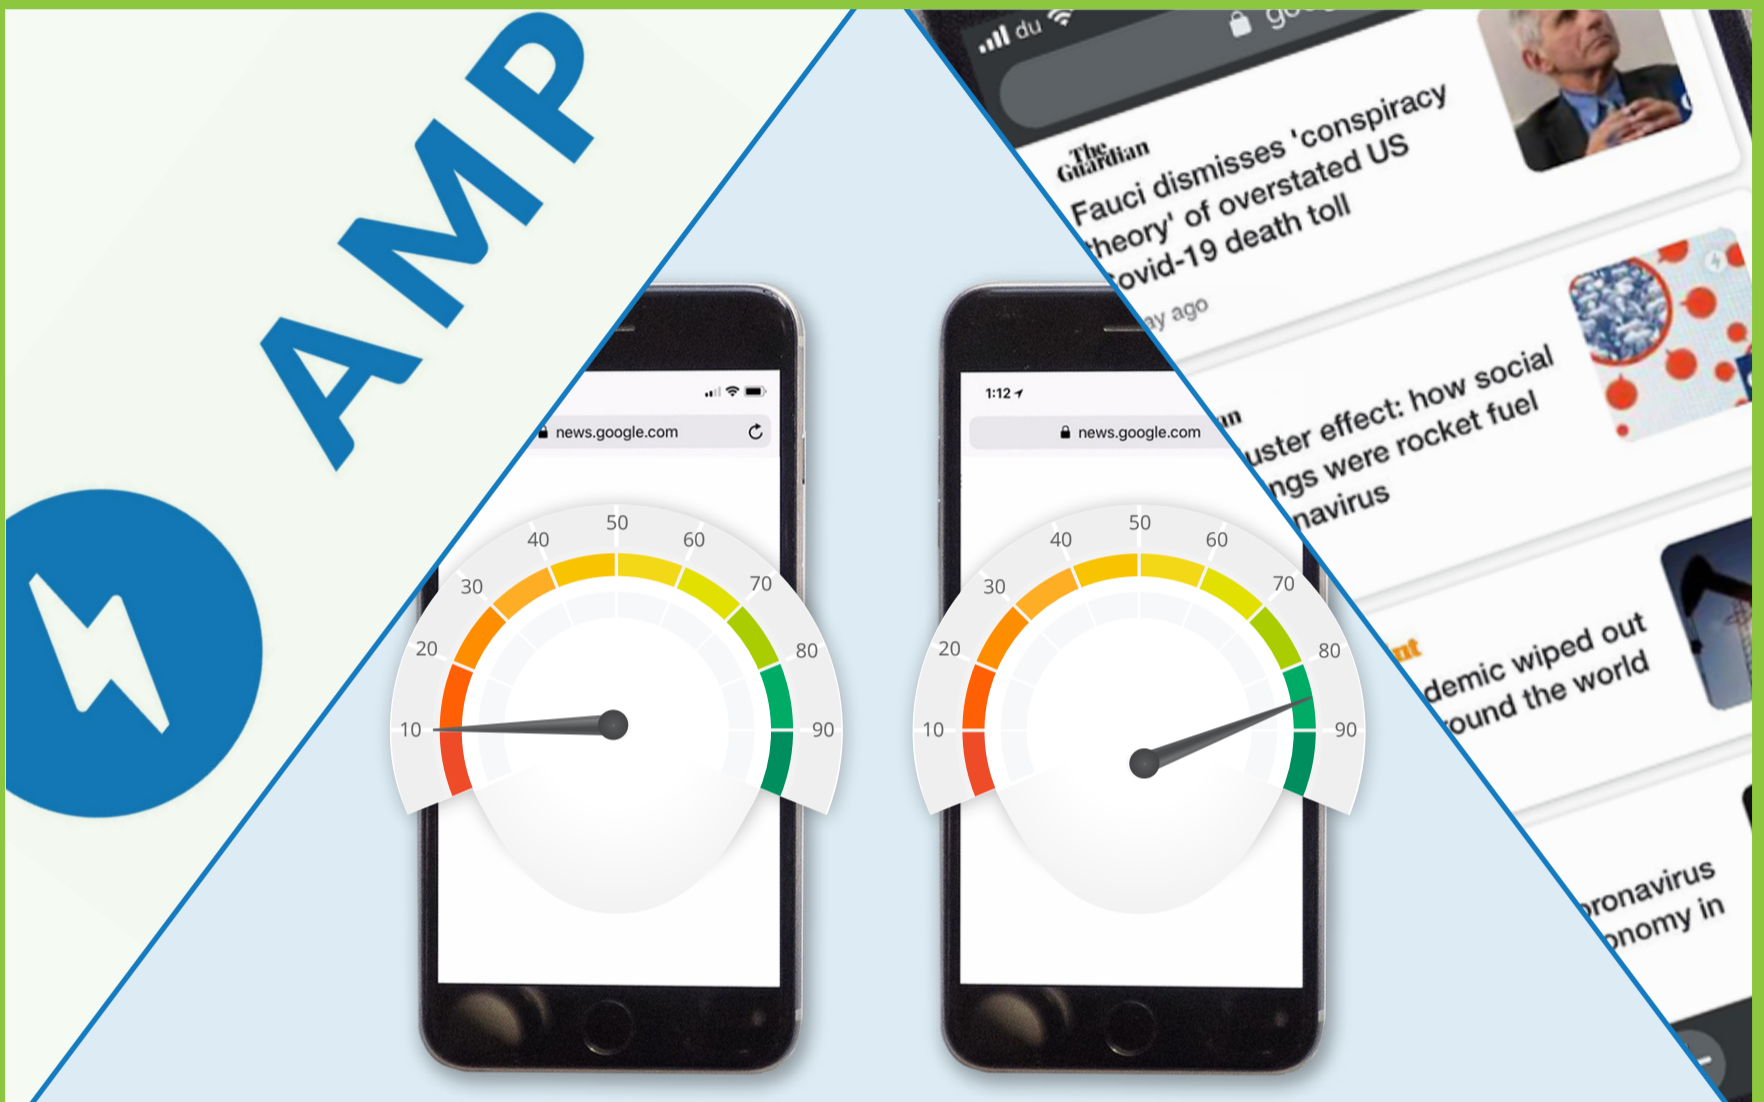 AMP
du
The
Guardian
Fauci dismisses 'conspiracy
theory' of overstated US
ovid-19 death toll
ay ago
uster effect: how social
ngs were rocket fuel
navirus
demic wiped out
ound the world
ronavirus
onomy in
news.google.com
10
20
30
40
50
60
70
80
90
1:12
news.google.com
10
20
30
40
50
60
70
80
90